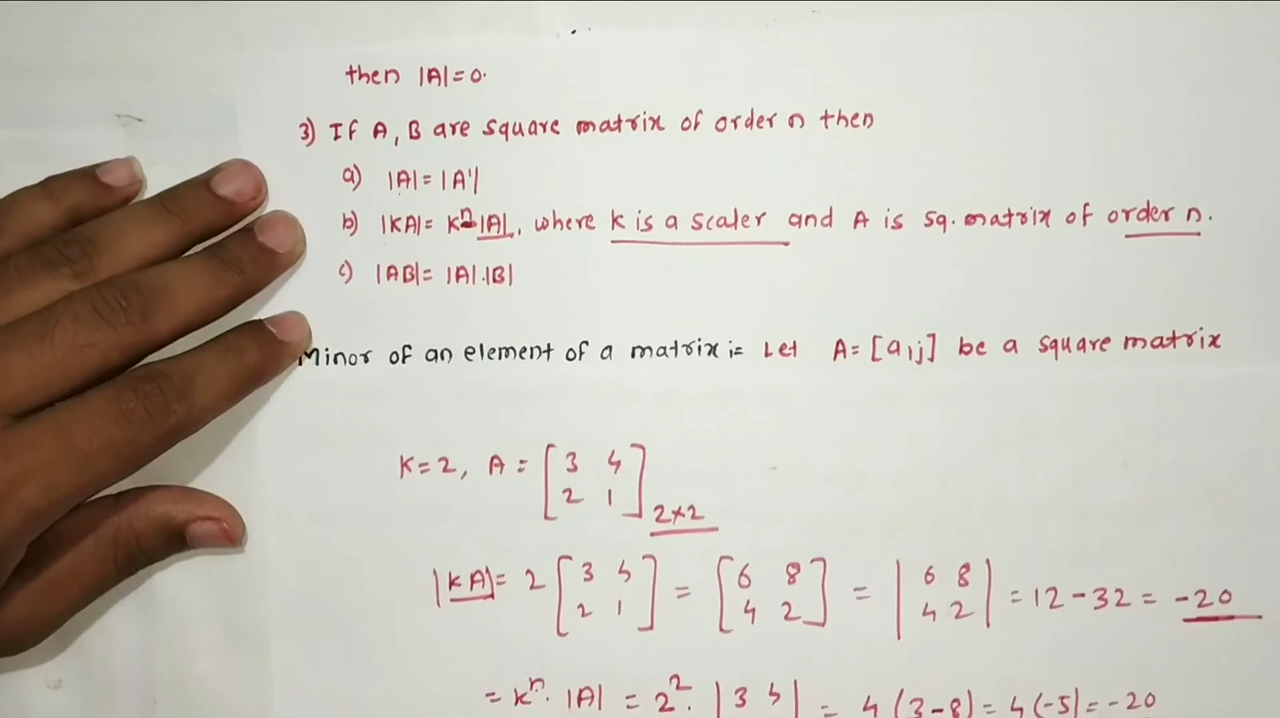 then |A|=0.
3) If A, B are square matrix of order n then
a) |A|=|A'|
b) |KA|= Kⁿ|A|, where k is a scaler and A is sq. matrix of order n.
c) |AB|= |A|.|B|
Minor of an element of a matrix:= Let A=[aij] be a square matrix
K=2, A= [3 4
2 1] 2×2
|KA|= 2 [3 4 = [6 8 = |6 8| = 12-32 = -20
2 1] 4 2] |4 2|
= Kⁿ. |A| = 2². |3 4| = 4(3-8)= 4(-5)=-20